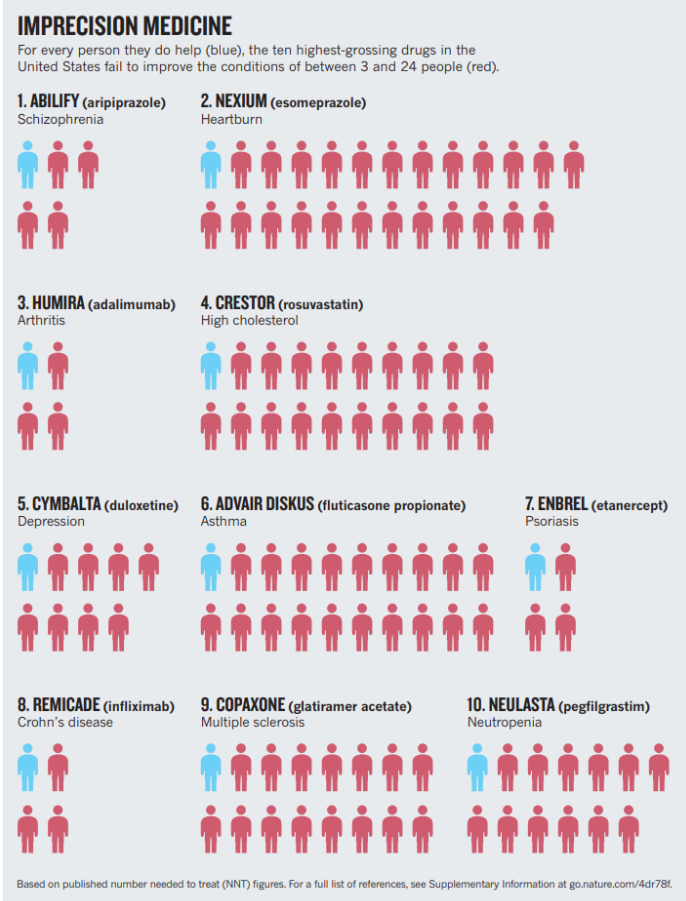 IMPRECISION MEDICINE
For every person they do help (blue), the ten highest-grossing drugs in the
United States fail to improve the conditions of between 3 and 24 people (red).
1. ABILIFY (aripiprazole)
Schizophrenia
2. NEXIUM (esomeprazole)
Heartburn
3. HUMIRA (adalimumab)
Arthritis
4. CRESTOR (rosuvastatin)
High cholesterol
5. CYMBALTA (duloxetine)
Depression
6. ADVAIR DISKUS (fluticasone propionate)
Asthma
7. ENBREL (etanercept)
Psoriasis
8. REMICADE (infliximab)
Crohn's disease
9. COPAXONE (glatiramer acetate)
Multiple sclerosis
10. NEULASTA (pegfilgrastim)
Neutropenia
Based on published number needed to treat (NNT) figures. For a full list of references, see Supplementary Information at go.nature.com/4dr78f.